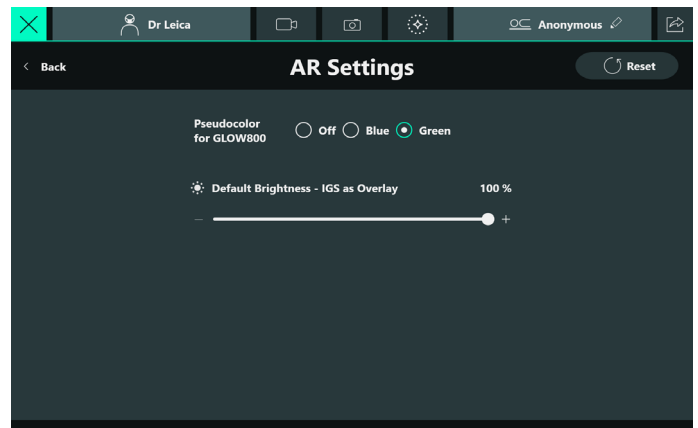 Dr Leica
Anonymous
Back
AR Settings
Reset
Pseudocolor
for GLOW800
Off
Blue
Green
Default Brightness - IGS as Overlay
100 %